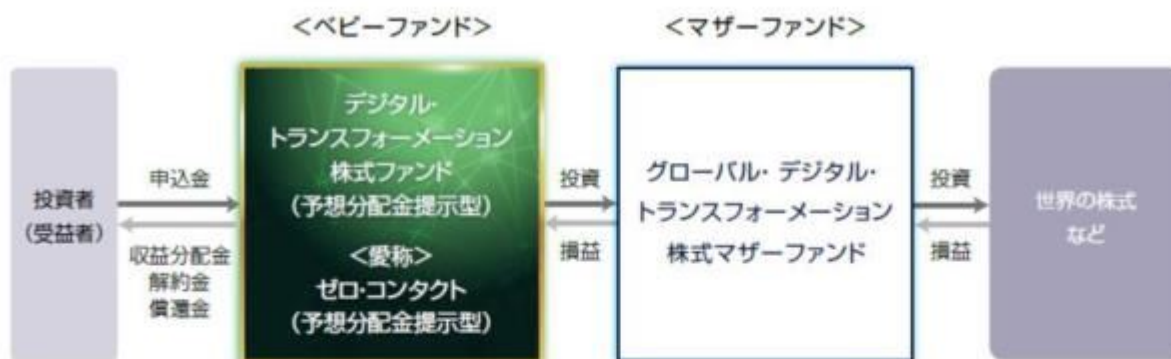 <ベビーファンド>
<マザーファンド>
投資者
(受益者)
申込金
収益分配金
解約金
償還金
デジタル・
トランスフォーメーション
株式ファンド
(予想分配金提示型)
<愛称>
ゼロ・コンタクト
(予想分配金提示型)
投資
損益
グローバル・デジタル・
トランスフォーメーション
株式マザーファンド
投資
損益
世界の株式
など